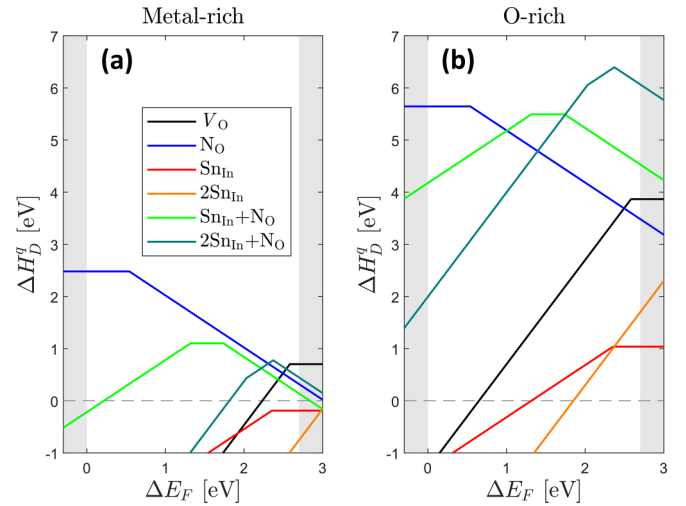 Metal-rich
O-rich
(a)
(b)
7
6
5
4
3
2
1
0
-1
7
6
5
4
3
2
1
0
-1
V_O
N_O
Sn_In
2Sn_In
Sn_In+N_O
2Sn_In+N_O
ΔH_D^q [eV]
ΔH_D^q [eV]
0 1 2 3
0 1 2 3
ΔE_F [eV]
ΔE_F [eV]